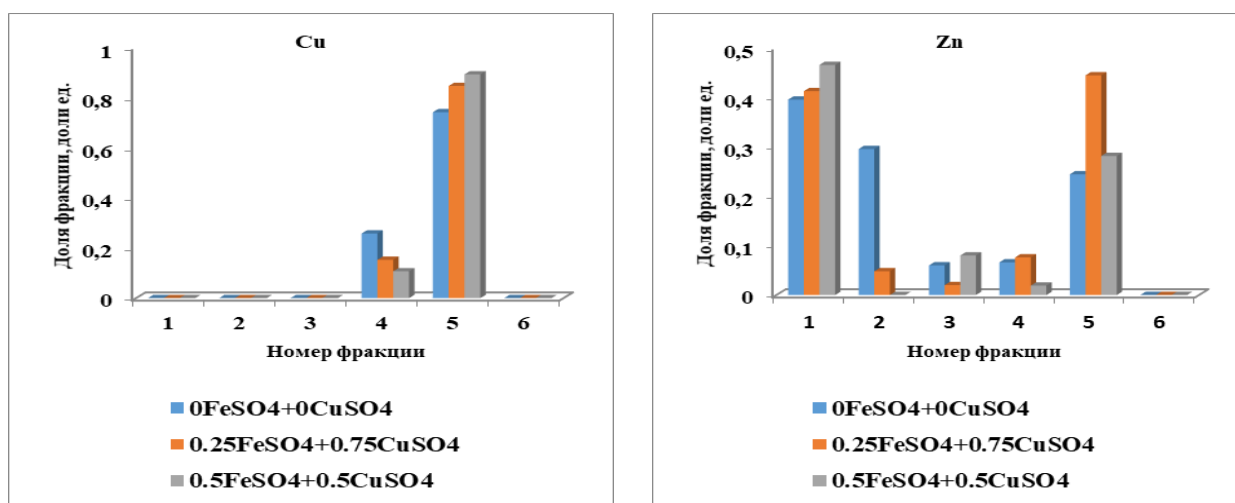 Cu
Доля фракции, доли ед.
1
0,8
0,6
0,4
0,2
0
1 2 3 4 5 6
Номер фракции
0FeSO4+0CuSO4
0.25FeSO4+0.75CuSO4
0.5FeSO4+0.5CuSO4
Zn
Доля фракции, доли ед.
0,5
0,4
0,3
0,2
0,1
0
1 2 3 4 5 6
Номер фракции
0FeSO4+0CuSO4
0.25FeSO4+0.75CuSO4
0.5FeSO4+0.5CuSO4